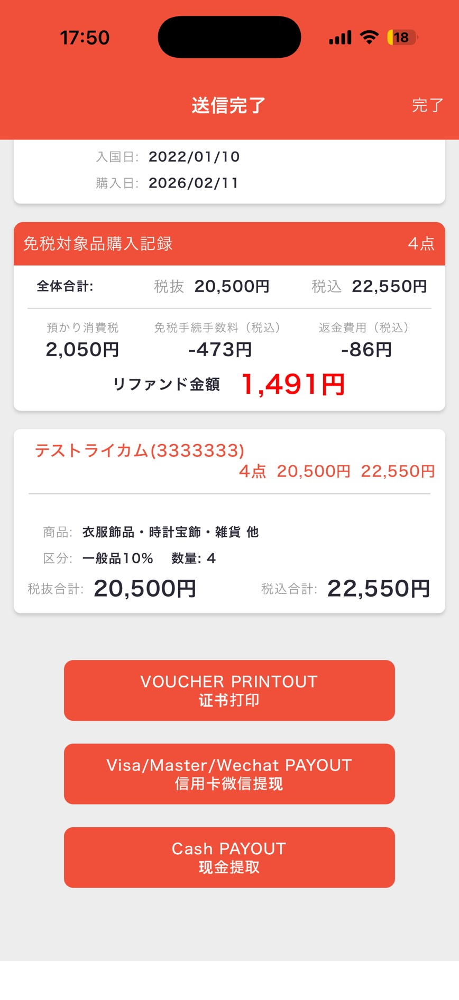 17:50
18
送信完了
完了
入国日: 2022/01/10
購入日: 2026/02/11
免税対象品購入記録 4点
全体合計: 税抜 20,500円 税込 22,550円
預かり消費税 免税手続手数料（税込） 返金費用（税込）
2,050円 -473円 -86円
リファンド金額 1,491円
テストライカム(3333333)
4点 20,500円 22,550円
商品: 衣服飾品・時計宝飾・雑貨 他
区分: 一般品10% 数量: 4
税抜合計: 20,500円 税込合計: 22,550円
VOUCHER PRINTOUT
证书打印
Visa/Master/Wechat PAYOUT
信用卡微信提现
Cash PAYOUT
现金提取